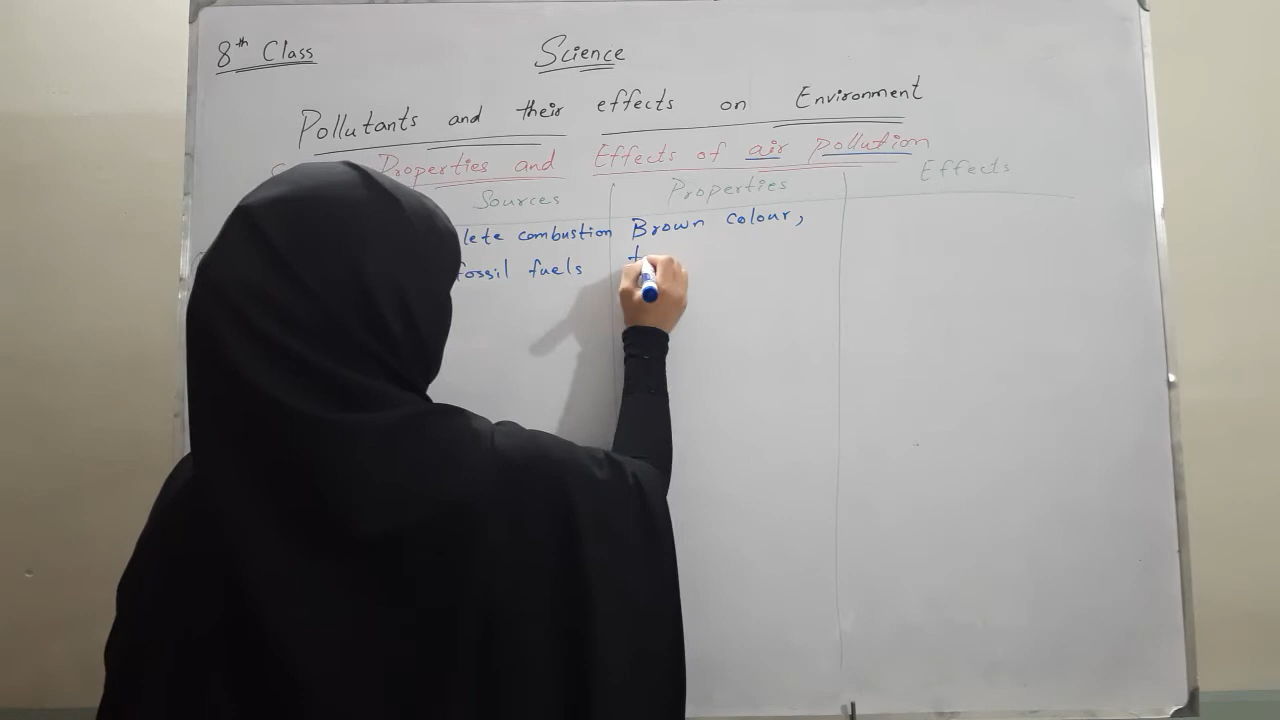 8th Class
Science
Pollutants and their effects on Environment
Properties and Effects of air pollution
Sources Properties Effects
lete combustion Brown colour,
fossil fuels